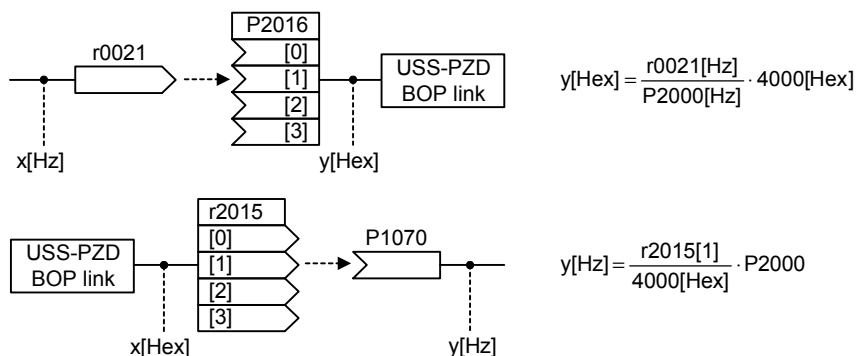 P2016
r0021
[0]
[1]
[2]
[3]
USS-PZD
BOP link
x[Hz]
y[Hex]
y[Hex] = r0021[Hz] / P2000[Hz] · 4000[Hex]
r2015
[0]
[1]
[2]
[3]
USS-PZD
BOP link
P1070
x[Hex]
y[Hz]
y[Hz] = r2015[1] / 4000[Hex] · P2000